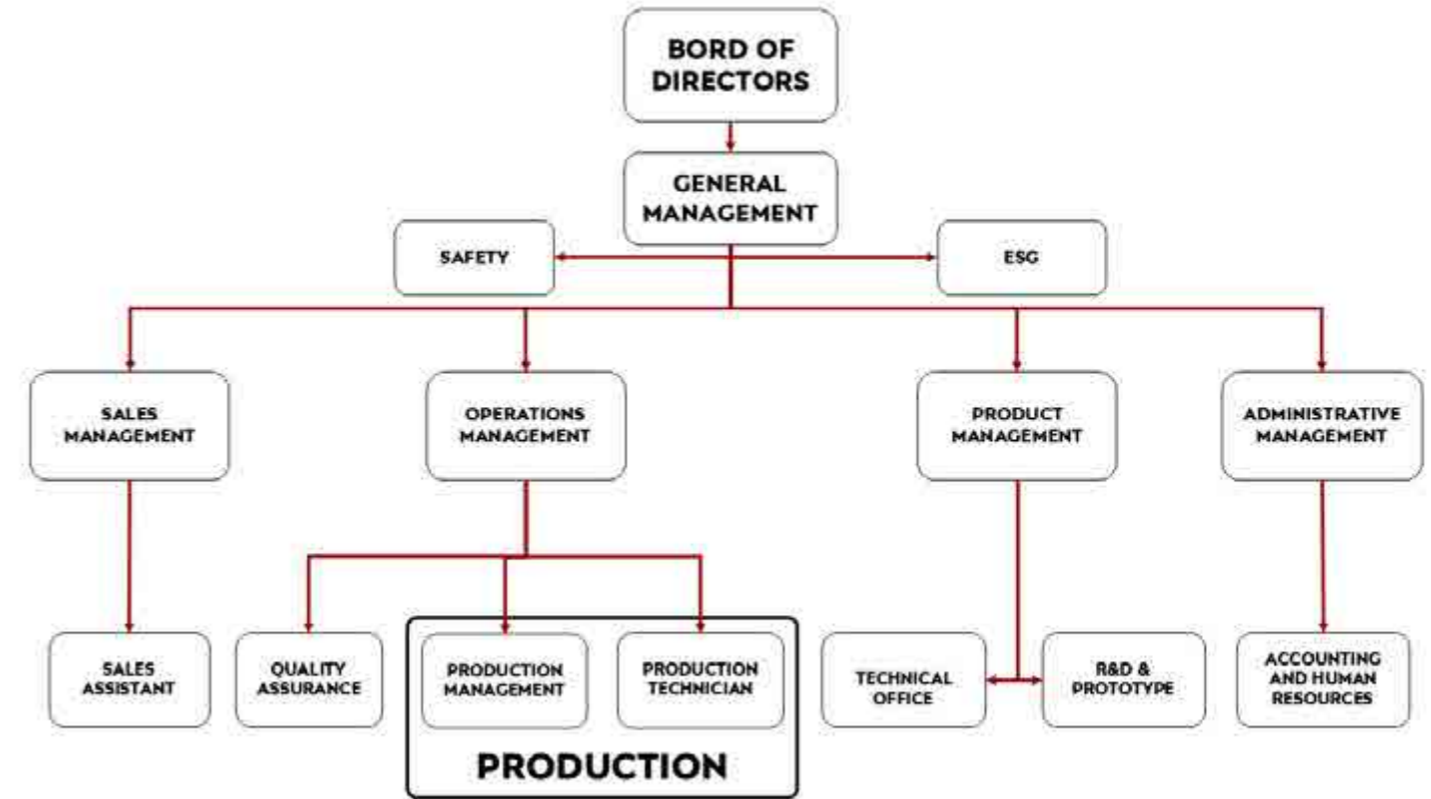 BORD OF
DIRECTORS
GENERAL
MANAGEMENT
SAFETY
ESG
SALES
MANAGEMENT
OPERATIONS
MANAGEMENT
PRODUCT
MANAGEMENT
ADMINISTRATIVE
MANAGEMENT
SALES
ASSISTANT
QUALITY
ASSURANCE
PRODUCTION
MANAGEMENT
PRODUCTION
TECHNICIAN
TECHNICAL
OFFICE
R&D &
PROTOTYPE
ACCOUNTING
AND HUMAN
RESOURCES
PRODUCTION